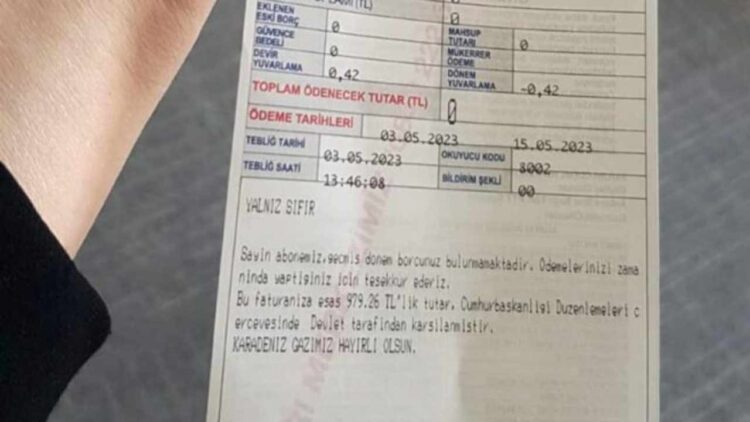 (TL)
0
EKLENEN ESKİ BORÇ 0 MAHSUP TUTARI 0
GÜVENCE BEDELİ 0 MÜKERRER ÖDEME
DEVİR YUVARLAMA 0,42 DÖNEM YUVARLAMA -0,42
TOPLAM ÖDENECEK TUTAR (TL) 0
ÖDEME TARİHLERİ 03.05.2023 15.05.2023
TEBLİĞ TARİHİ 03.05.2023 OKUYUCU KODU 3002
TEBLİĞ SAATİ 13:46:08 BİLDİRİM ŞEKLİ 00
YALNIZ SIFIR
Sayin abonemiz,gecmis donem borcunuz bulunmamaktadir. Odemelerinizi zama
ninda yaptiginiz icin tesekkur ederiz.
Bu faturaniza esas 979.26 TL'lik tutar, Cumhurbaskanligi Duzenlemeleri c
ercevesinde Devlet tarafindan karsilanmistir.
KARADENIZ GAZIMIZ HAYIRLI OLSUN.